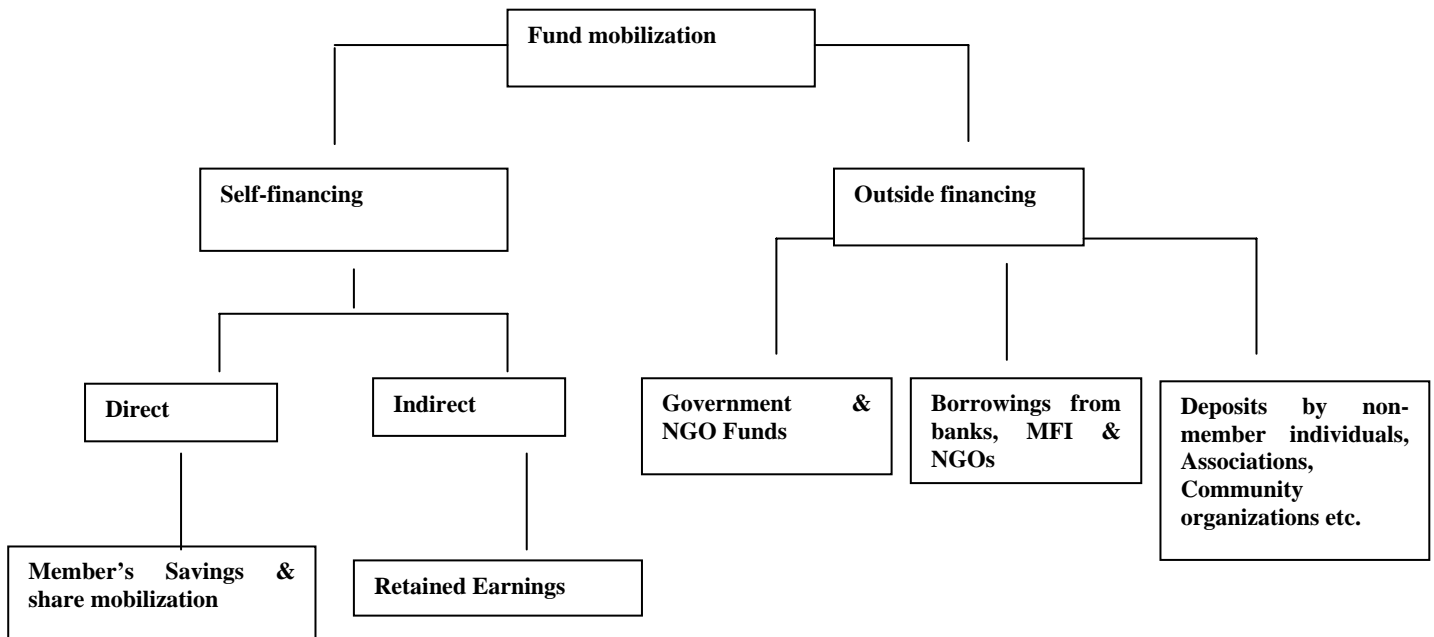 Fund mobilization
Self-financing
Outside financing
Direct
Indirect
Government &
NGO Funds
Borrowings from
banks, MFI &
NGOs
Deposits by non-
member individuals,
Associations,
Community
organizations etc.
Member’s Savings &
share mobilization
Retained Earnings